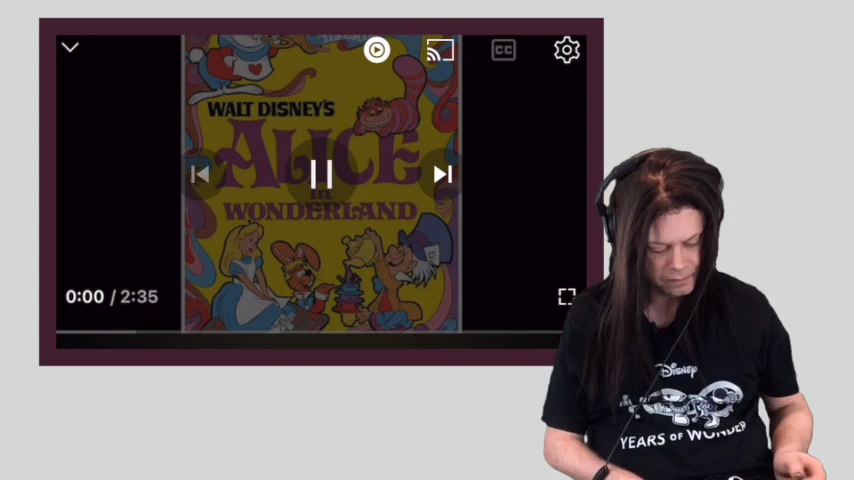 CC
WALT DISNEY'S
ALICE
in
WONDERLAND
0:00 / 2:35
Disney
YEARS OF WONDER